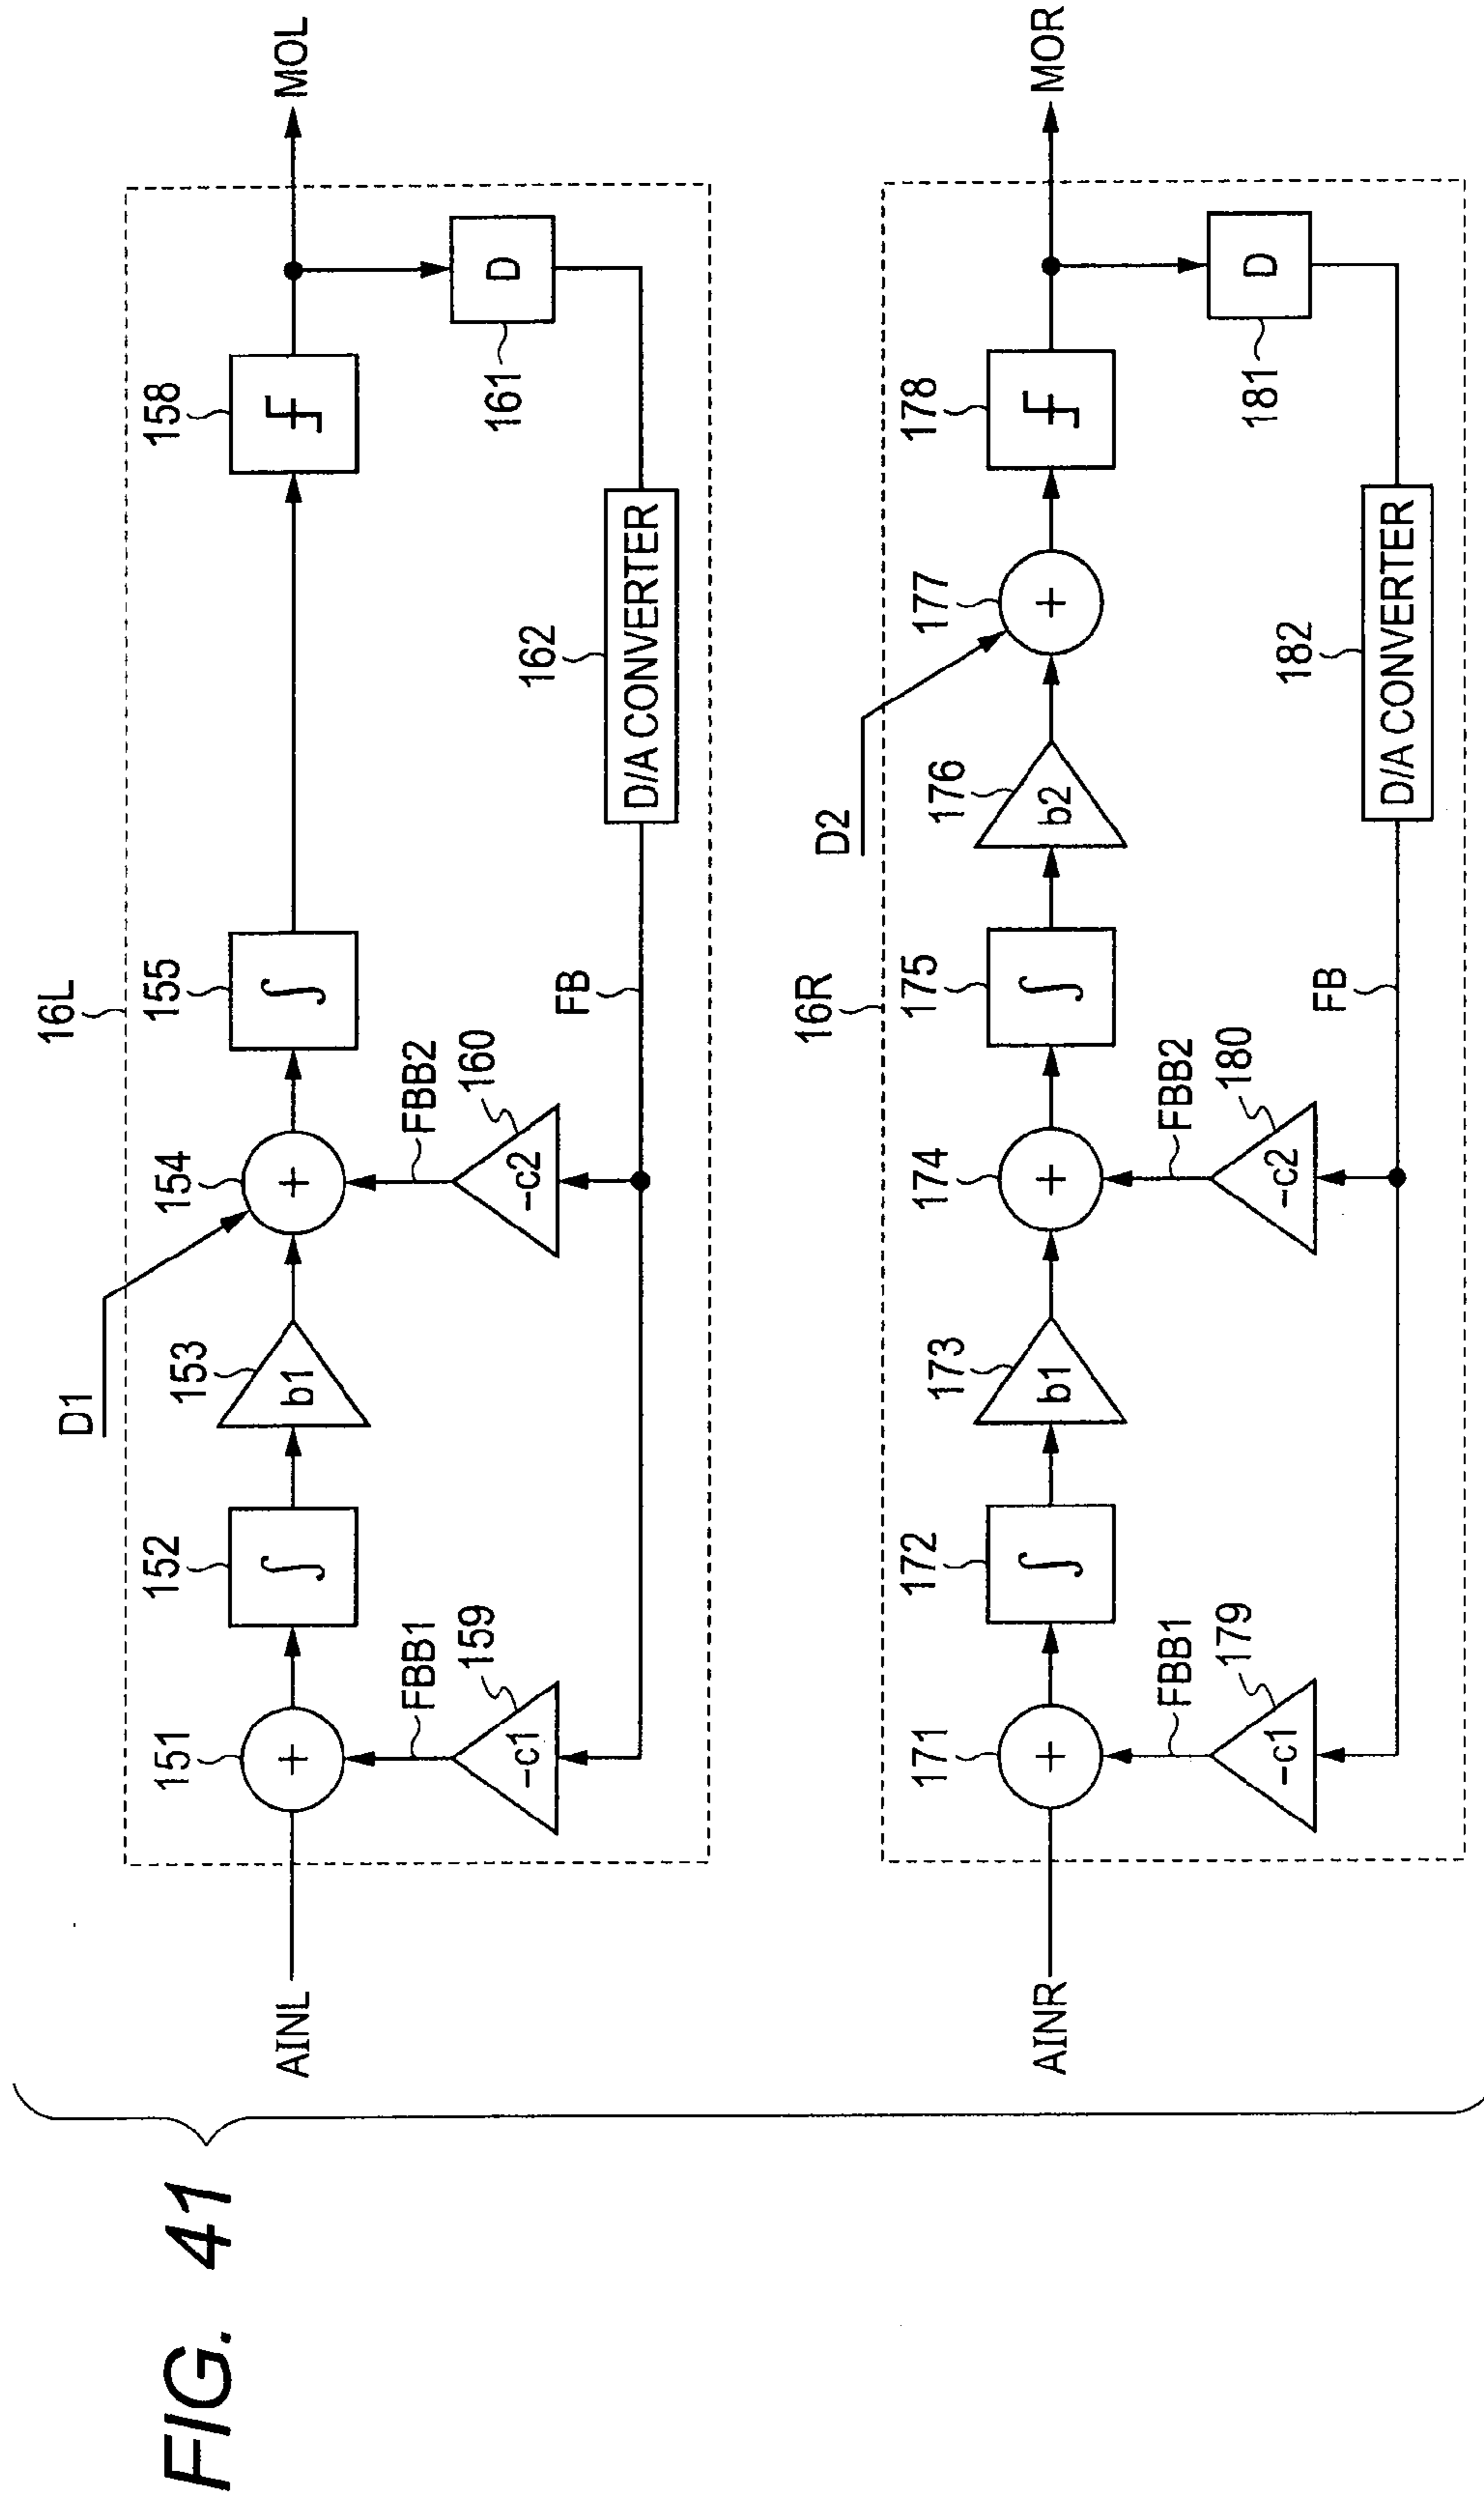 FIG. 41
16L
D1
151
152
153
154
155
158
AINL
+
∫
b1
+
∫
MOL
FBB1
159
-c1
FBB2
160
-c2
161
D
FB
162
D/A CONVERTER
16R
D2
171
172
173
174
175
176
177
178
AINR
+
∫
b1
+
∫
b2
+
MOR
FBB1
179
-c1
FBB2
180
-c2
181
D
FB
182
D/A CONVERTER